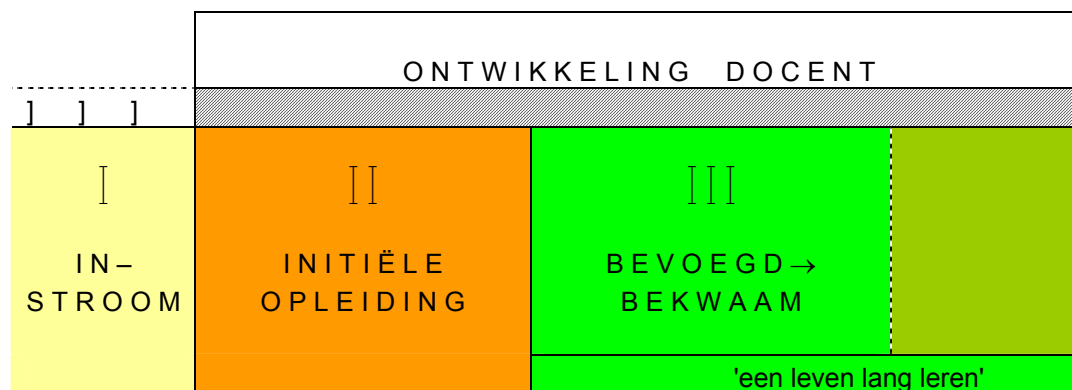 ONTWIKKELING DOCENT
] ] ]
I II III
IN– INITIËLE BEVOEGD→
STROOM OPLEIDING BEKWAAM
'een leven lang leren'